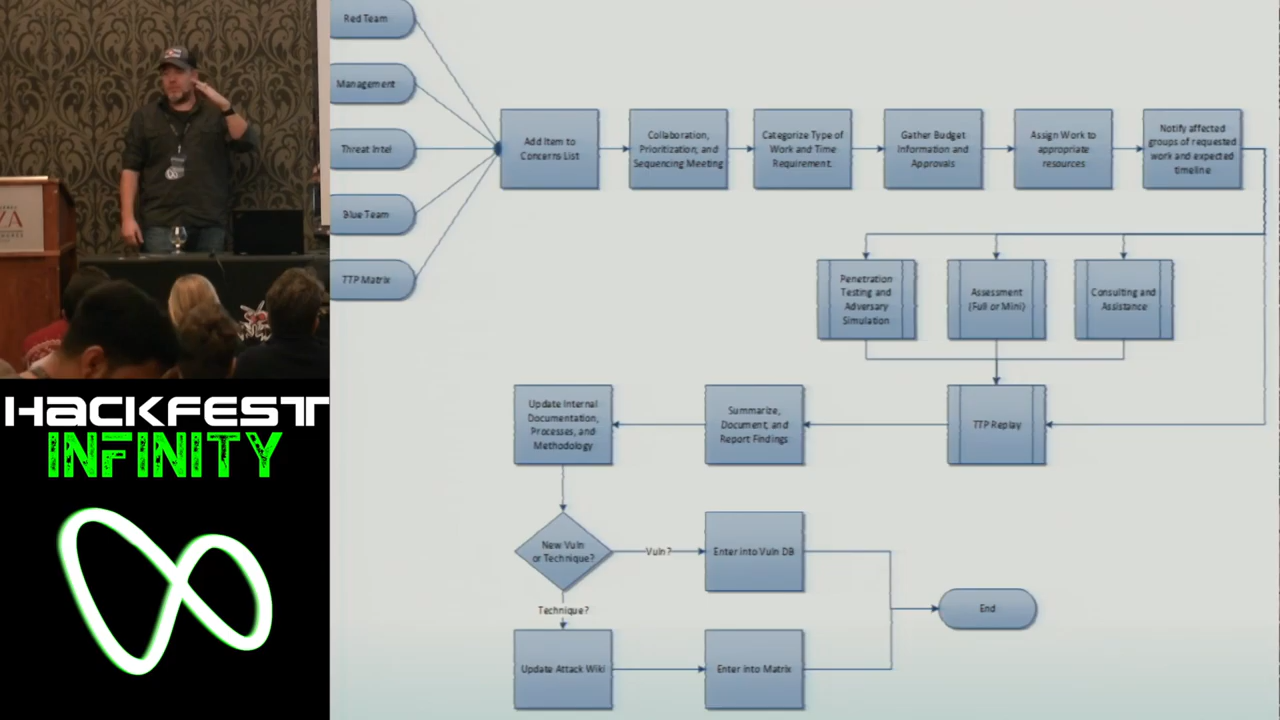 Red Team
Management
Threat Intel
Blue Team
TTP Matrix
Add Item to
Concerns List
Collaboration,
Prioritization, and
Sequencing Meeting
Categorize Type of
Work and Time
Requirement.
Gather Budget
Information and
Approvals
Assign Work to
appropriate
resources
Notify affected
groups of requested
work and expected
timeline
Penetration
Testing and
Adversary
Simulation
Assessment
(Full or Mini)
Consulting and
Assistance
TTP Replay
Summarize,
Document, and
Report Findings
Update Internal
Documentation,
Processes, and
Methodology
New Vuln
or Technique?
Vuln?
Enter into Vuln DB
Technique?
Update Attack Wiki
Enter into Matrix
End
HACKFEST
INFINITY